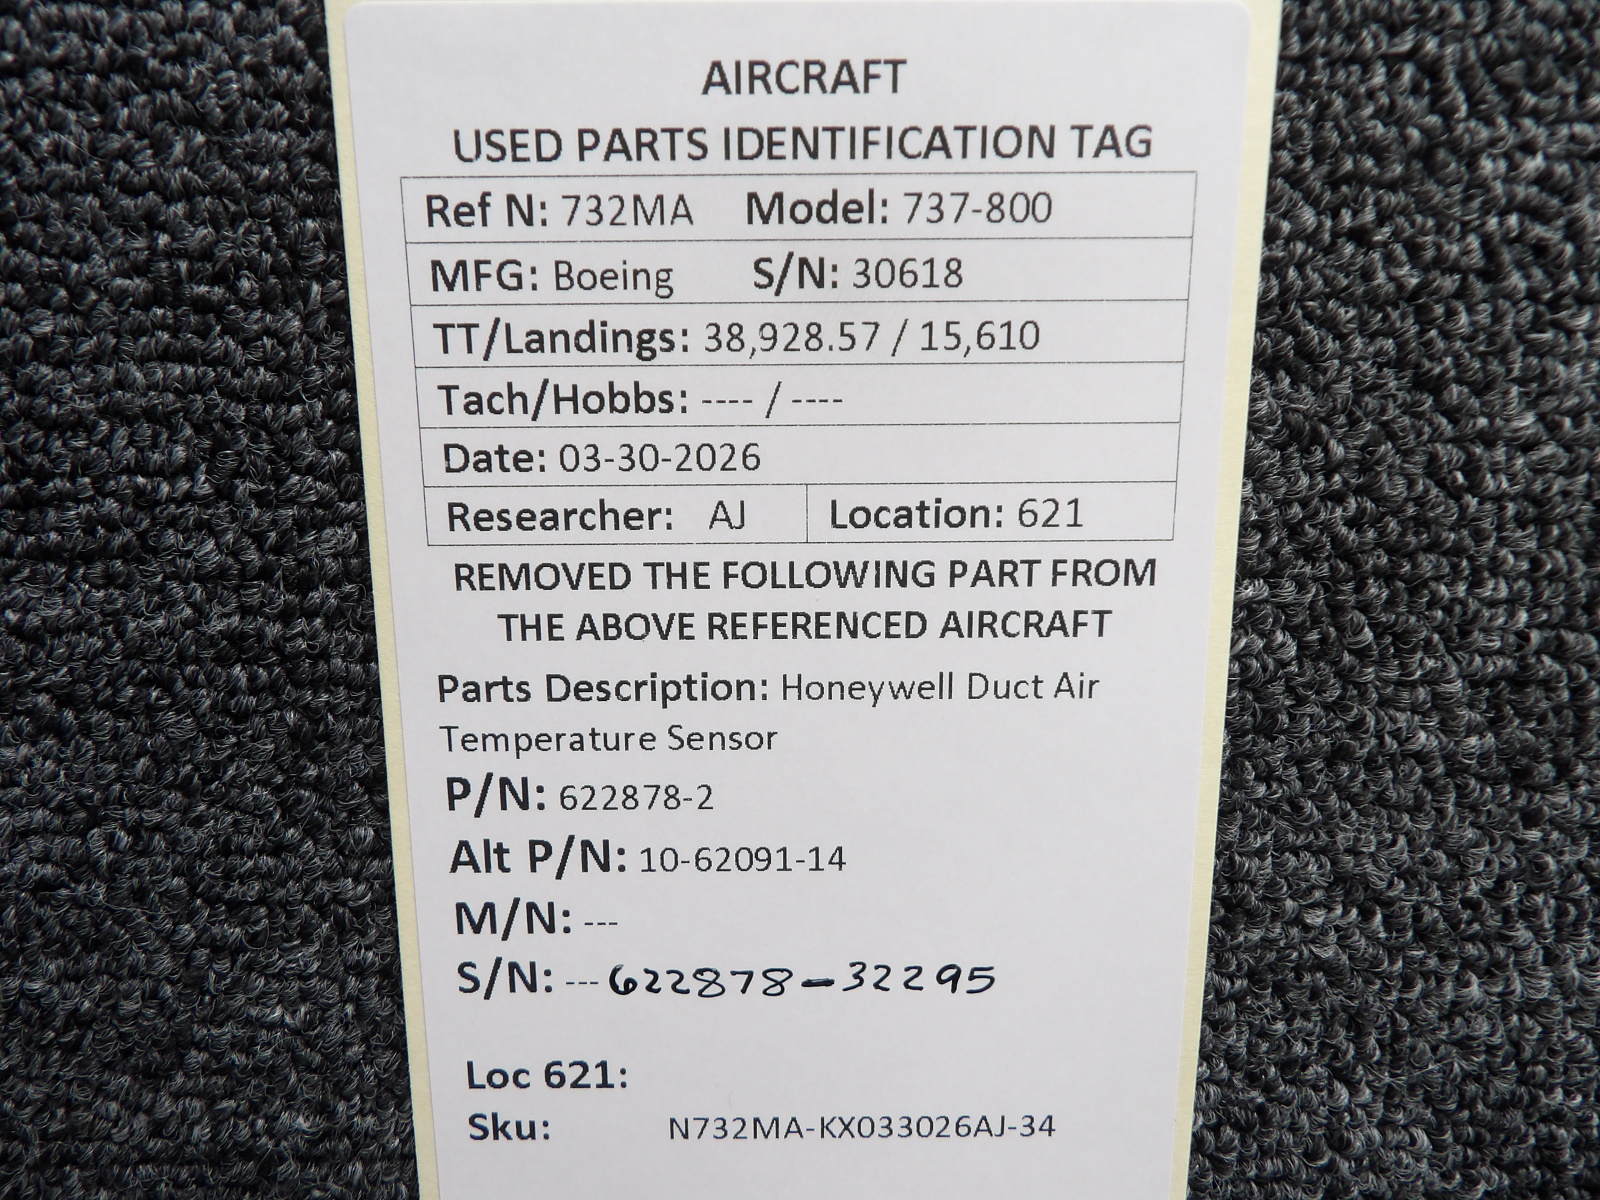 AIRCRAFT
USED PARTS IDENTIFICATION TAG
Ref N: 732MA Model: 737-800
MFG: Boeing S/N: 30618
TT/Landings: 38,928.57 / 15,610
Tach/Hobbs: ---- / ----
Date: 03-30-2026
Researcher: AJ Location: 621
REMOVED THE FOLLOWING PART FROM
THE ABOVE REFERENCED AIRCRAFT
Parts Description: Honeywell Duct Air
Temperature Sensor
P/N: 622878-2
Alt P/N: 10-62091-14
M/N: ---
S/N: --- 622878-32295
Loc 621:
Sku: N732MA-KX033026AJ-34